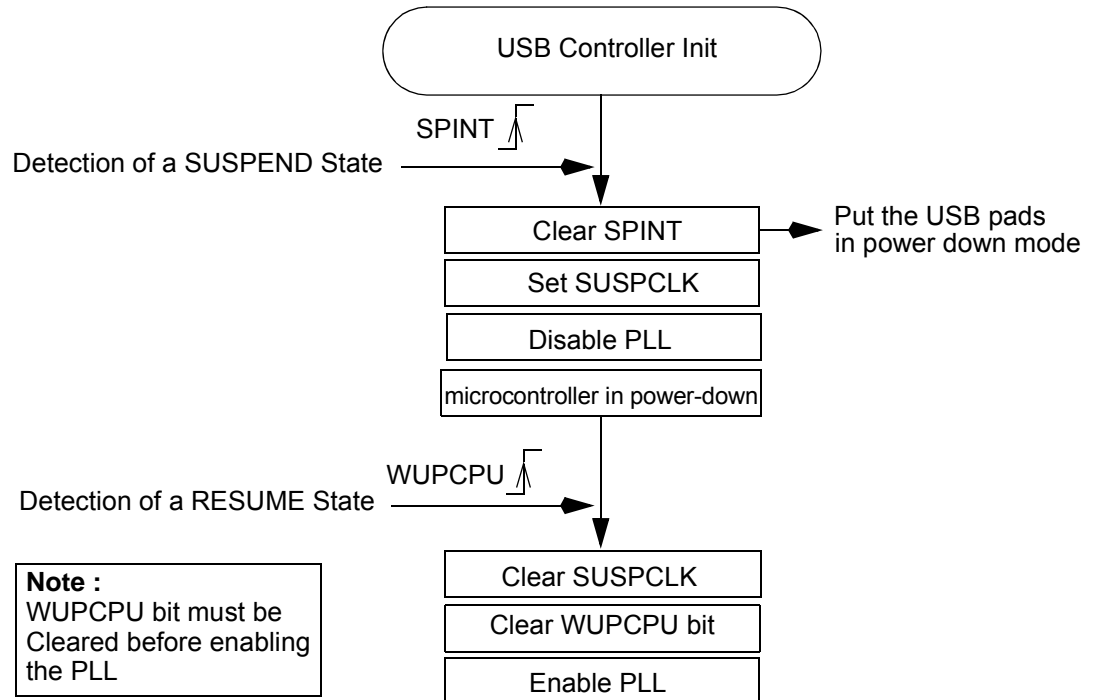 USB Controller Init
SPINT
Detection of a SUSPEND State
Clear SPINT
Put the USB pads
in power down mode
Set SUSPCLK
Disable PLL
microcontroller in power-down
WUPCPU
Detection of a RESUME State
Clear SUSPCLK
Clear WUPCPU bit
Enable PLL
Note :
WUPCPU bit must be
Cleared before enabling
the PLL